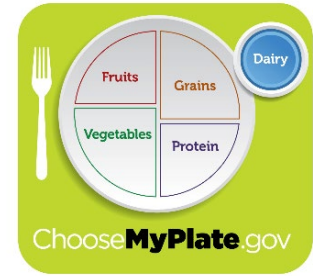 Dairy
Fruits
Grains
Vegetables
Protein
ChooseMyPlate.gov